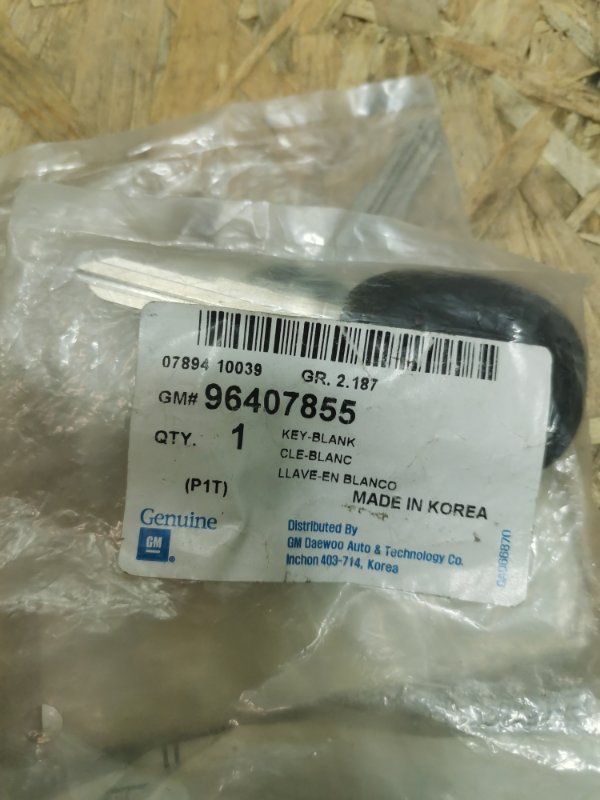 07894 10039 GR. 2.187
GM# 96407855
QTY. 1 KEY-BLANK
CLE-BLANC
LLAVE-EN BLANCO
(P1T) MADE IN KOREA
Genuine
GM
Distributed By
GM Daewoo Auto & Technology Co.
Inchon 403-714, Korea